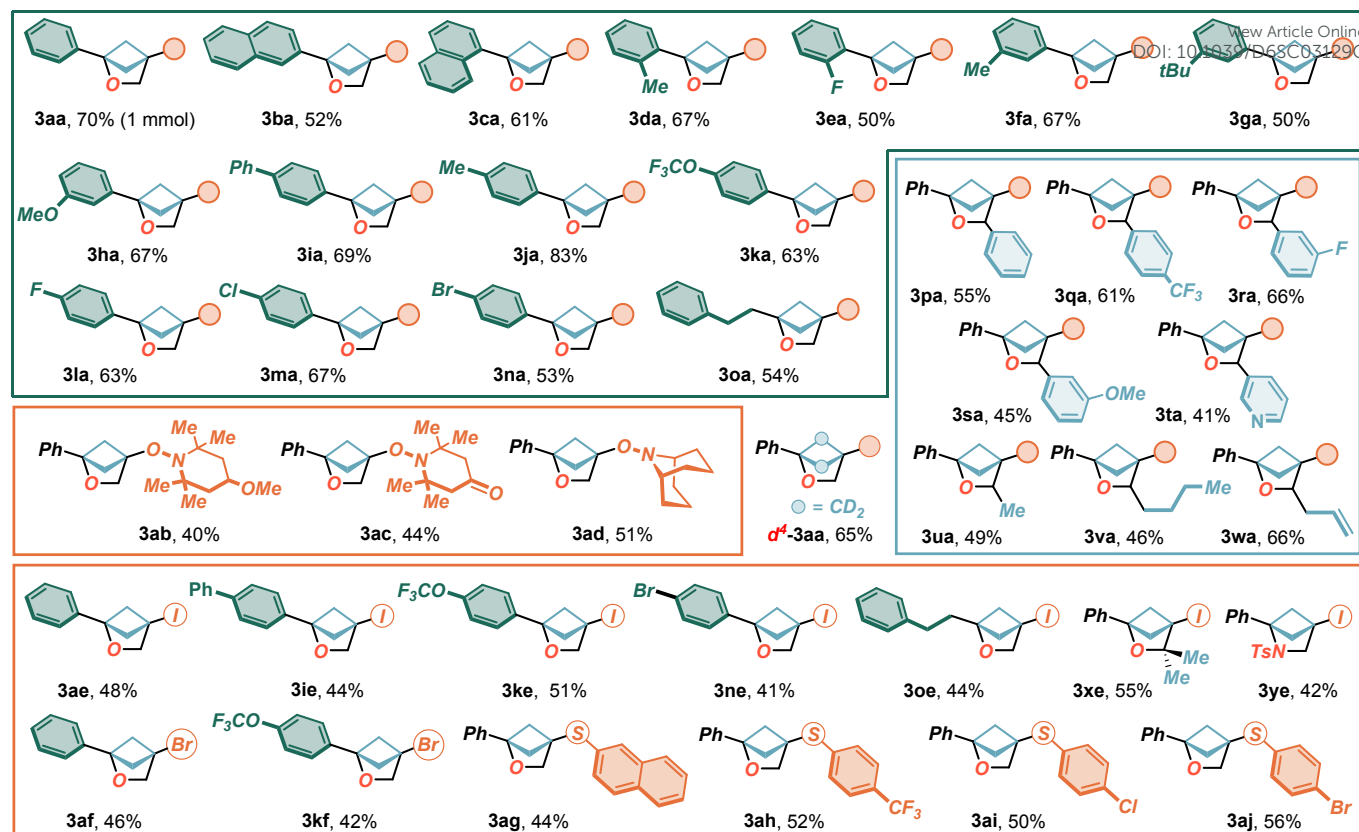 View Article Online
DOI: 10.1039/D6SC03129C
Me
F
Me
tBu
O O O O O O O
3aa, 70% (1 mmol) 3ba, 52% 3ca, 61% 3da, 67% 3ea, 50% 3fa, 67% 3ga, 50%
MeO Ph Me F3CO
O O O O
3ha, 67% 3ia, 69% 3ja, 83% 3ka, 63%
F Cl Br
O O O O
3la, 63% 3ma, 67% 3na, 53% 3oa, 54%
Ph Ph Ph
O O O
CF3 F
3pa, 55% 3qa, 61% 3ra, 66%
Ph Ph
O O
OMe N
3sa, 45% 3ta, 41%
Ph Ph Ph
O O O
Me Me
3ua, 49% 3va, 46% 3wa, 66%
Ph O N Me Me Me Me OMe O
Ph O N Me Me Me Me O O
Ph O N O
3ab, 40% 3ac, 44% 3ad, 51%
Ph
O
= CD2
d4-3aa, 65%
I Ph I F3CO I Br I I Ph I Ph I
O O O O O O Me Me TsN
3ae, 48% 3ie, 44% 3ke, 51% 3ne, 41% 3oe, 44% 3xe, 55% 3ye, 42%
Br F3CO Br Ph S Ph S Ph S Ph S
O O O O O O
CF3 Cl Br
3af, 46% 3kf, 42% 3ag, 44% 3ah, 52% 3ai, 50% 3aj, 56%